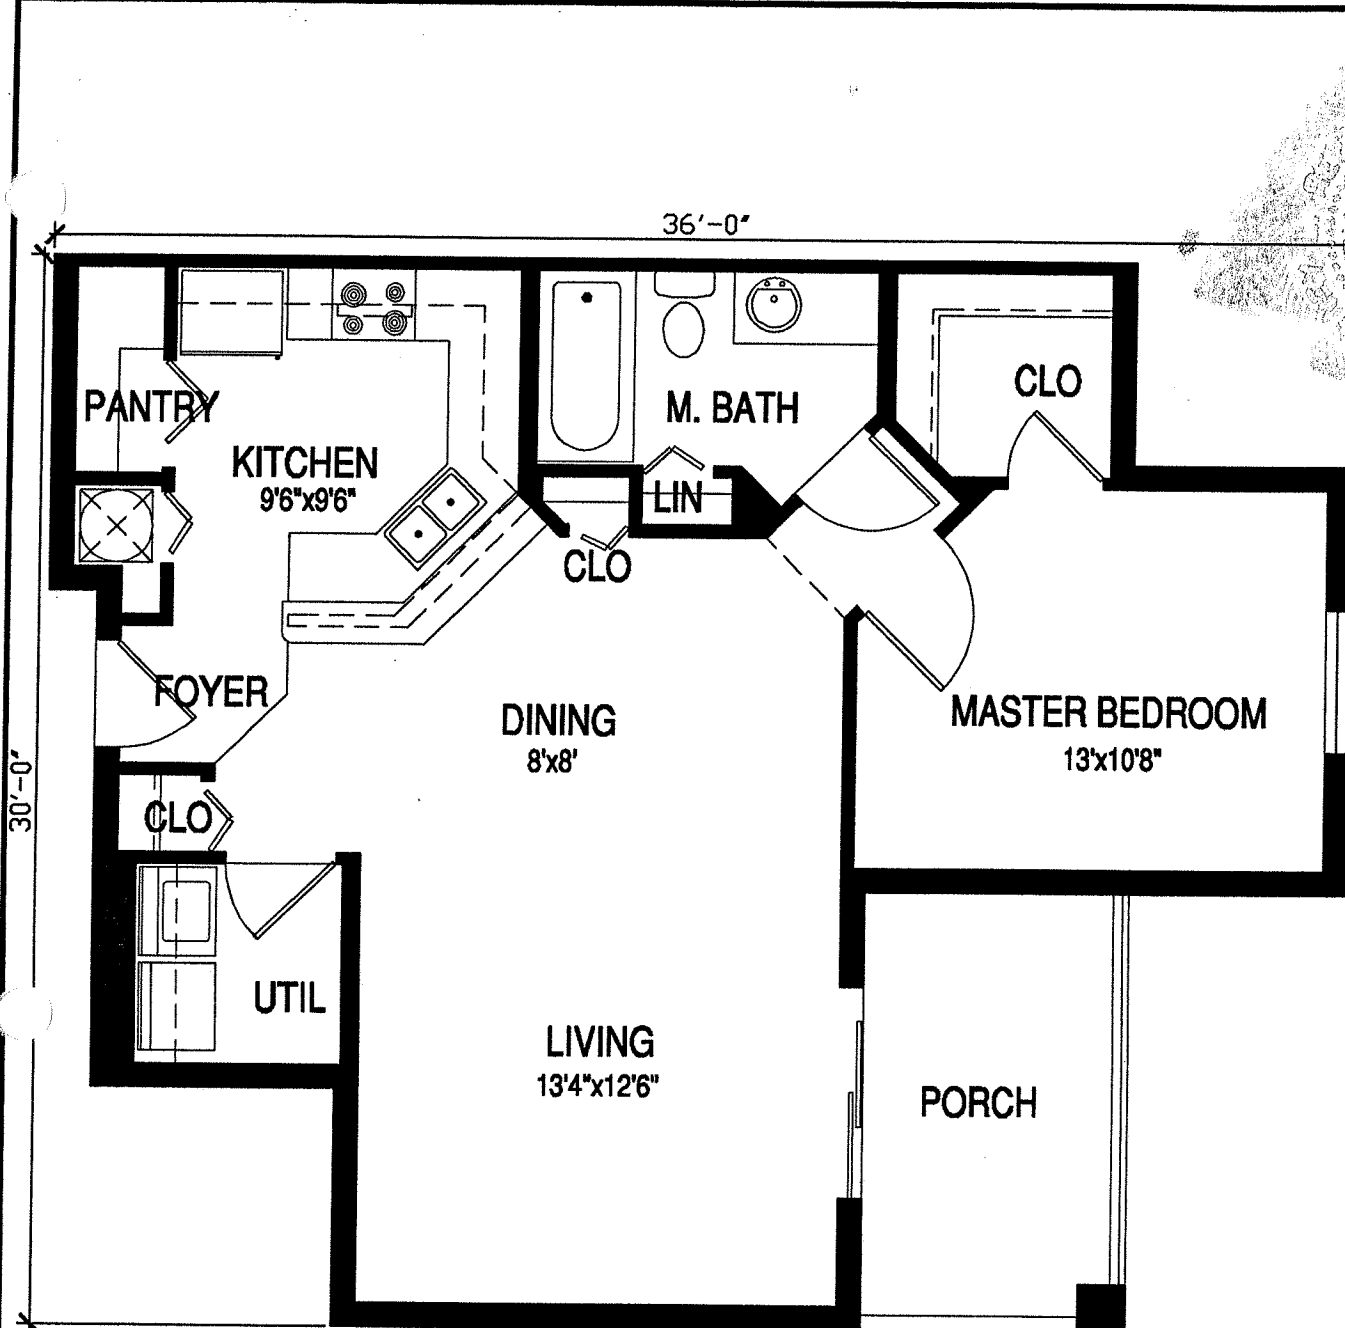 36'-0"
PANTRY
KITCHEN
9'6"x9'6"
M. BATH
CLO
LIN
CLO
FOYER
DINING
8'x8'
MASTER BEDROOM
13'x10'8"
30'-0"
CLO
UTIL
LIVING
13'4"x12'6"
PORCH